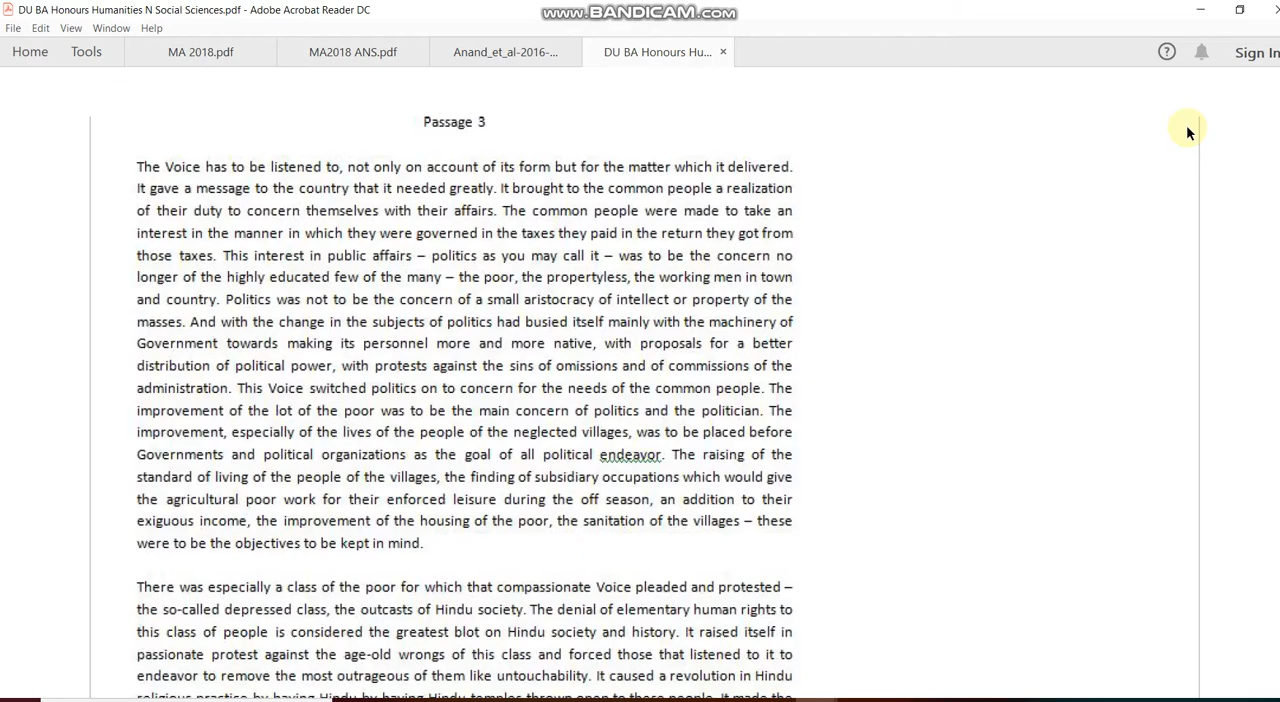 DU BA Honours Humanities N Social Sciences.pdf - Adobe Acrobat Reader DC
www.BANDICAM.com
File Edit View Window Help
Home Tools MA 2018.pdf MA2018 ANS.pdf Anand_et_al-2016-... DU BA Honours Hu... × Sign In
Passage 3
The Voice has to be listened to, not only on account of its form but for the matter which it delivered.
It gave a message to the country that it needed greatly. It brought to the common people a realization
of their duty to concern themselves with their affairs. The common people were made to take an
interest in the manner in which they were governed in the taxes they paid in the return they got from
those taxes. This interest in public affairs – politics as you may call it – was to be the concern no
longer of the highly educated few of the many – the poor, the propertyless, the working men in town
and country. Politics was not to be the concern of a small aristocracy of intellect or property of the
masses. And with the change in the subjects of politics had busied itself mainly with the machinery of
Government towards making its personnel more and more native, with proposals for a better
distribution of political power, with protests against the sins of omissions and of commissions of the
administration. This Voice switched politics on to concern for the needs of the common people. The
improvement of the lot of the poor was to be the main concern of politics and the politician. The
improvement, especially of the lives of the people of the neglected villages, was to be placed before
Governments and political organizations as the goal of all political endeavor. The raising of the
standard of living of the people of the villages, the finding of subsidiary occupations which would give
the agricultural poor work for their enforced leisure during the off season, an addition to their
exiguous income, the improvement of the housing of the poor, the sanitation of the villages – these
were to be the objectives to be kept in mind.
There was especially a class of the poor for which that compassionate Voice pleaded and protested –
the so-called depressed class, the outcasts of Hindu society. The denial of elementary human rights to
this class of people is considered the greatest blot on Hindu society and history. It raised itself in
passionate protest against the age-old wrongs of this class and forced those that listened to it to
endeavor to remove the most outrageous of them like untouchability. It caused a revolution in Hindu
religious practice by having Hindu by having Hindu temples thrown open to these people. It made the